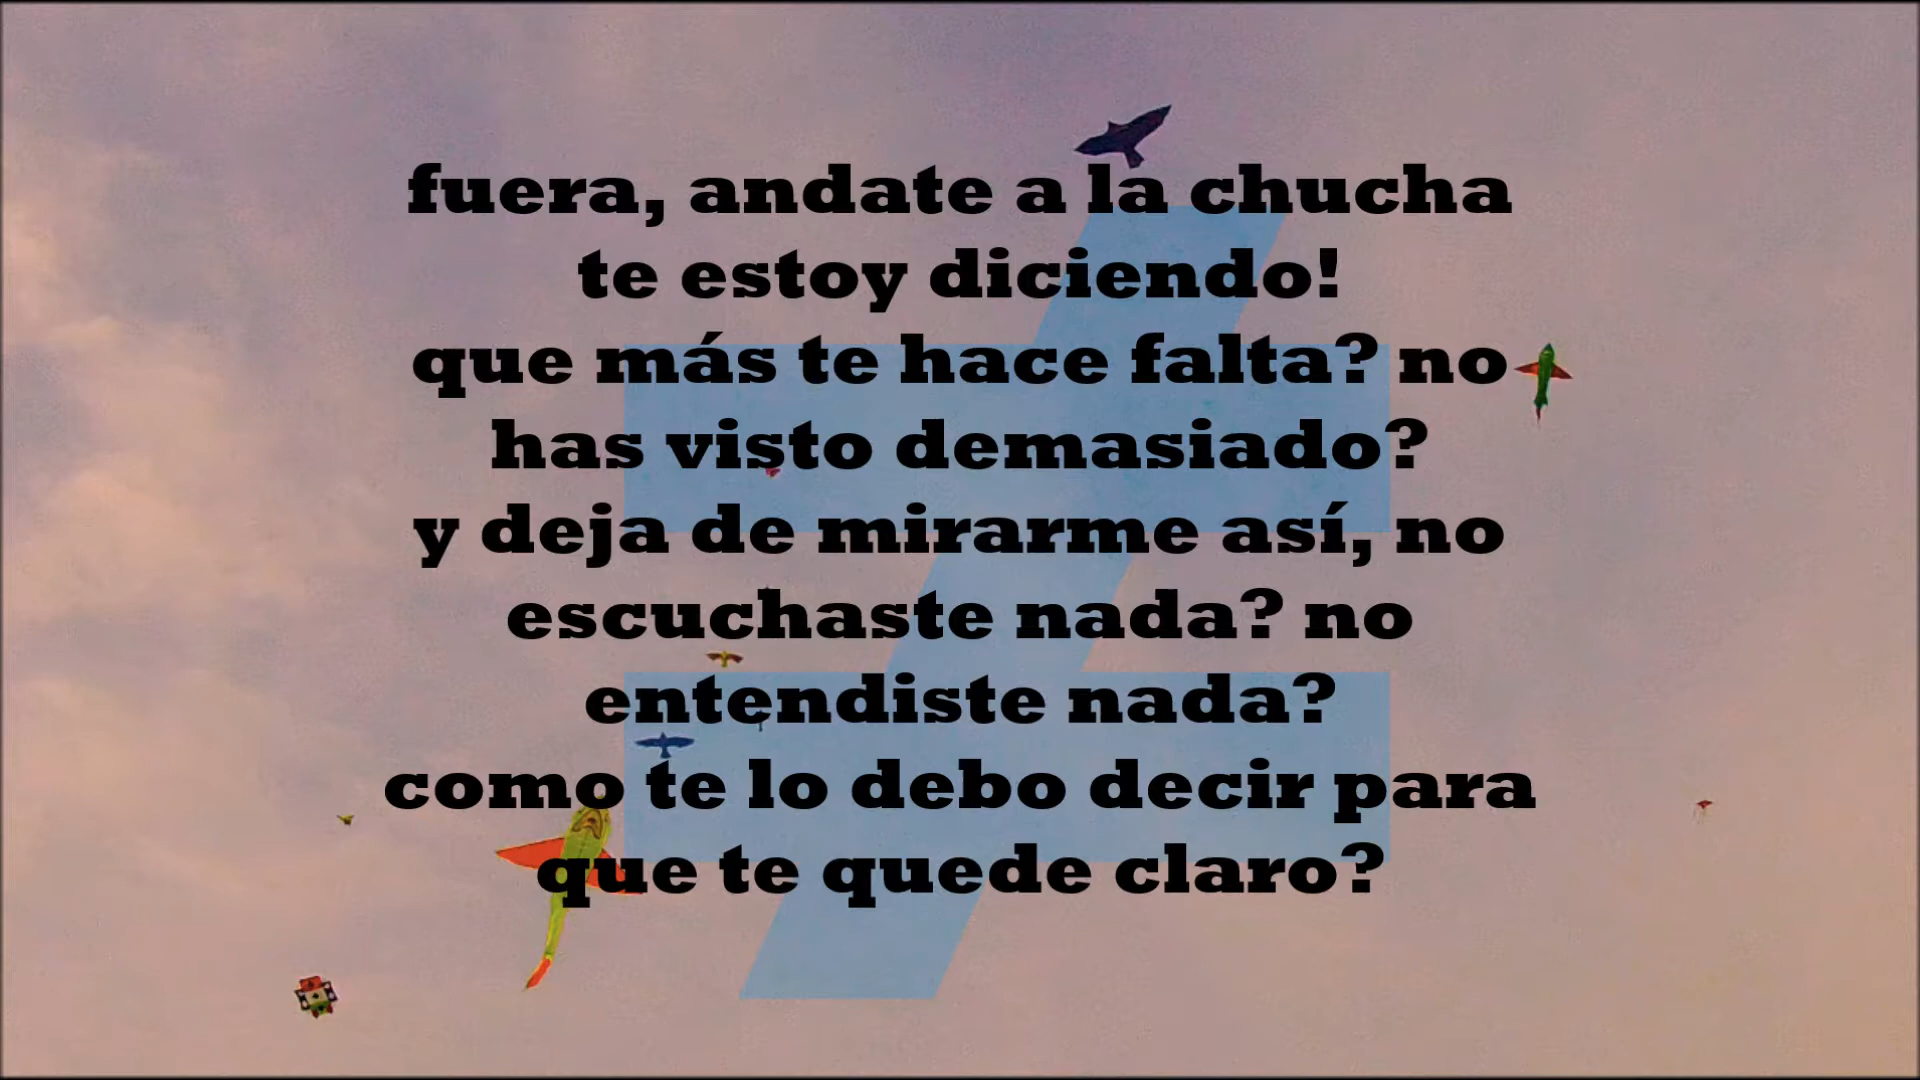 fuera, andate a la chucha
te estoy diciendo!
que más te hace falta? no
has visto demasiado?
y deja de mirarme así, no
escuchaste nada? no
entendiste nada?
como te lo debo decir para
que te quede claro?